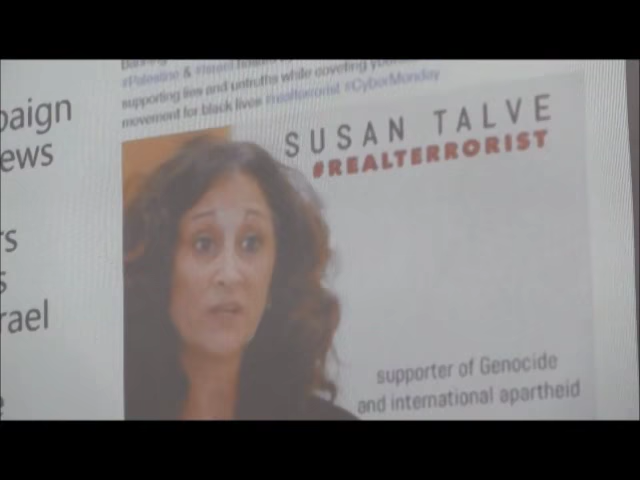 paign
ews
rs
s
rael
e
#Palestine & #Israel
supporting lies and untruths while coveting
movement for black lives #realterrorist #CyberMonday
SUSAN TALVE
#REALTERRORIST
supporter of Genocide
and international apartheid